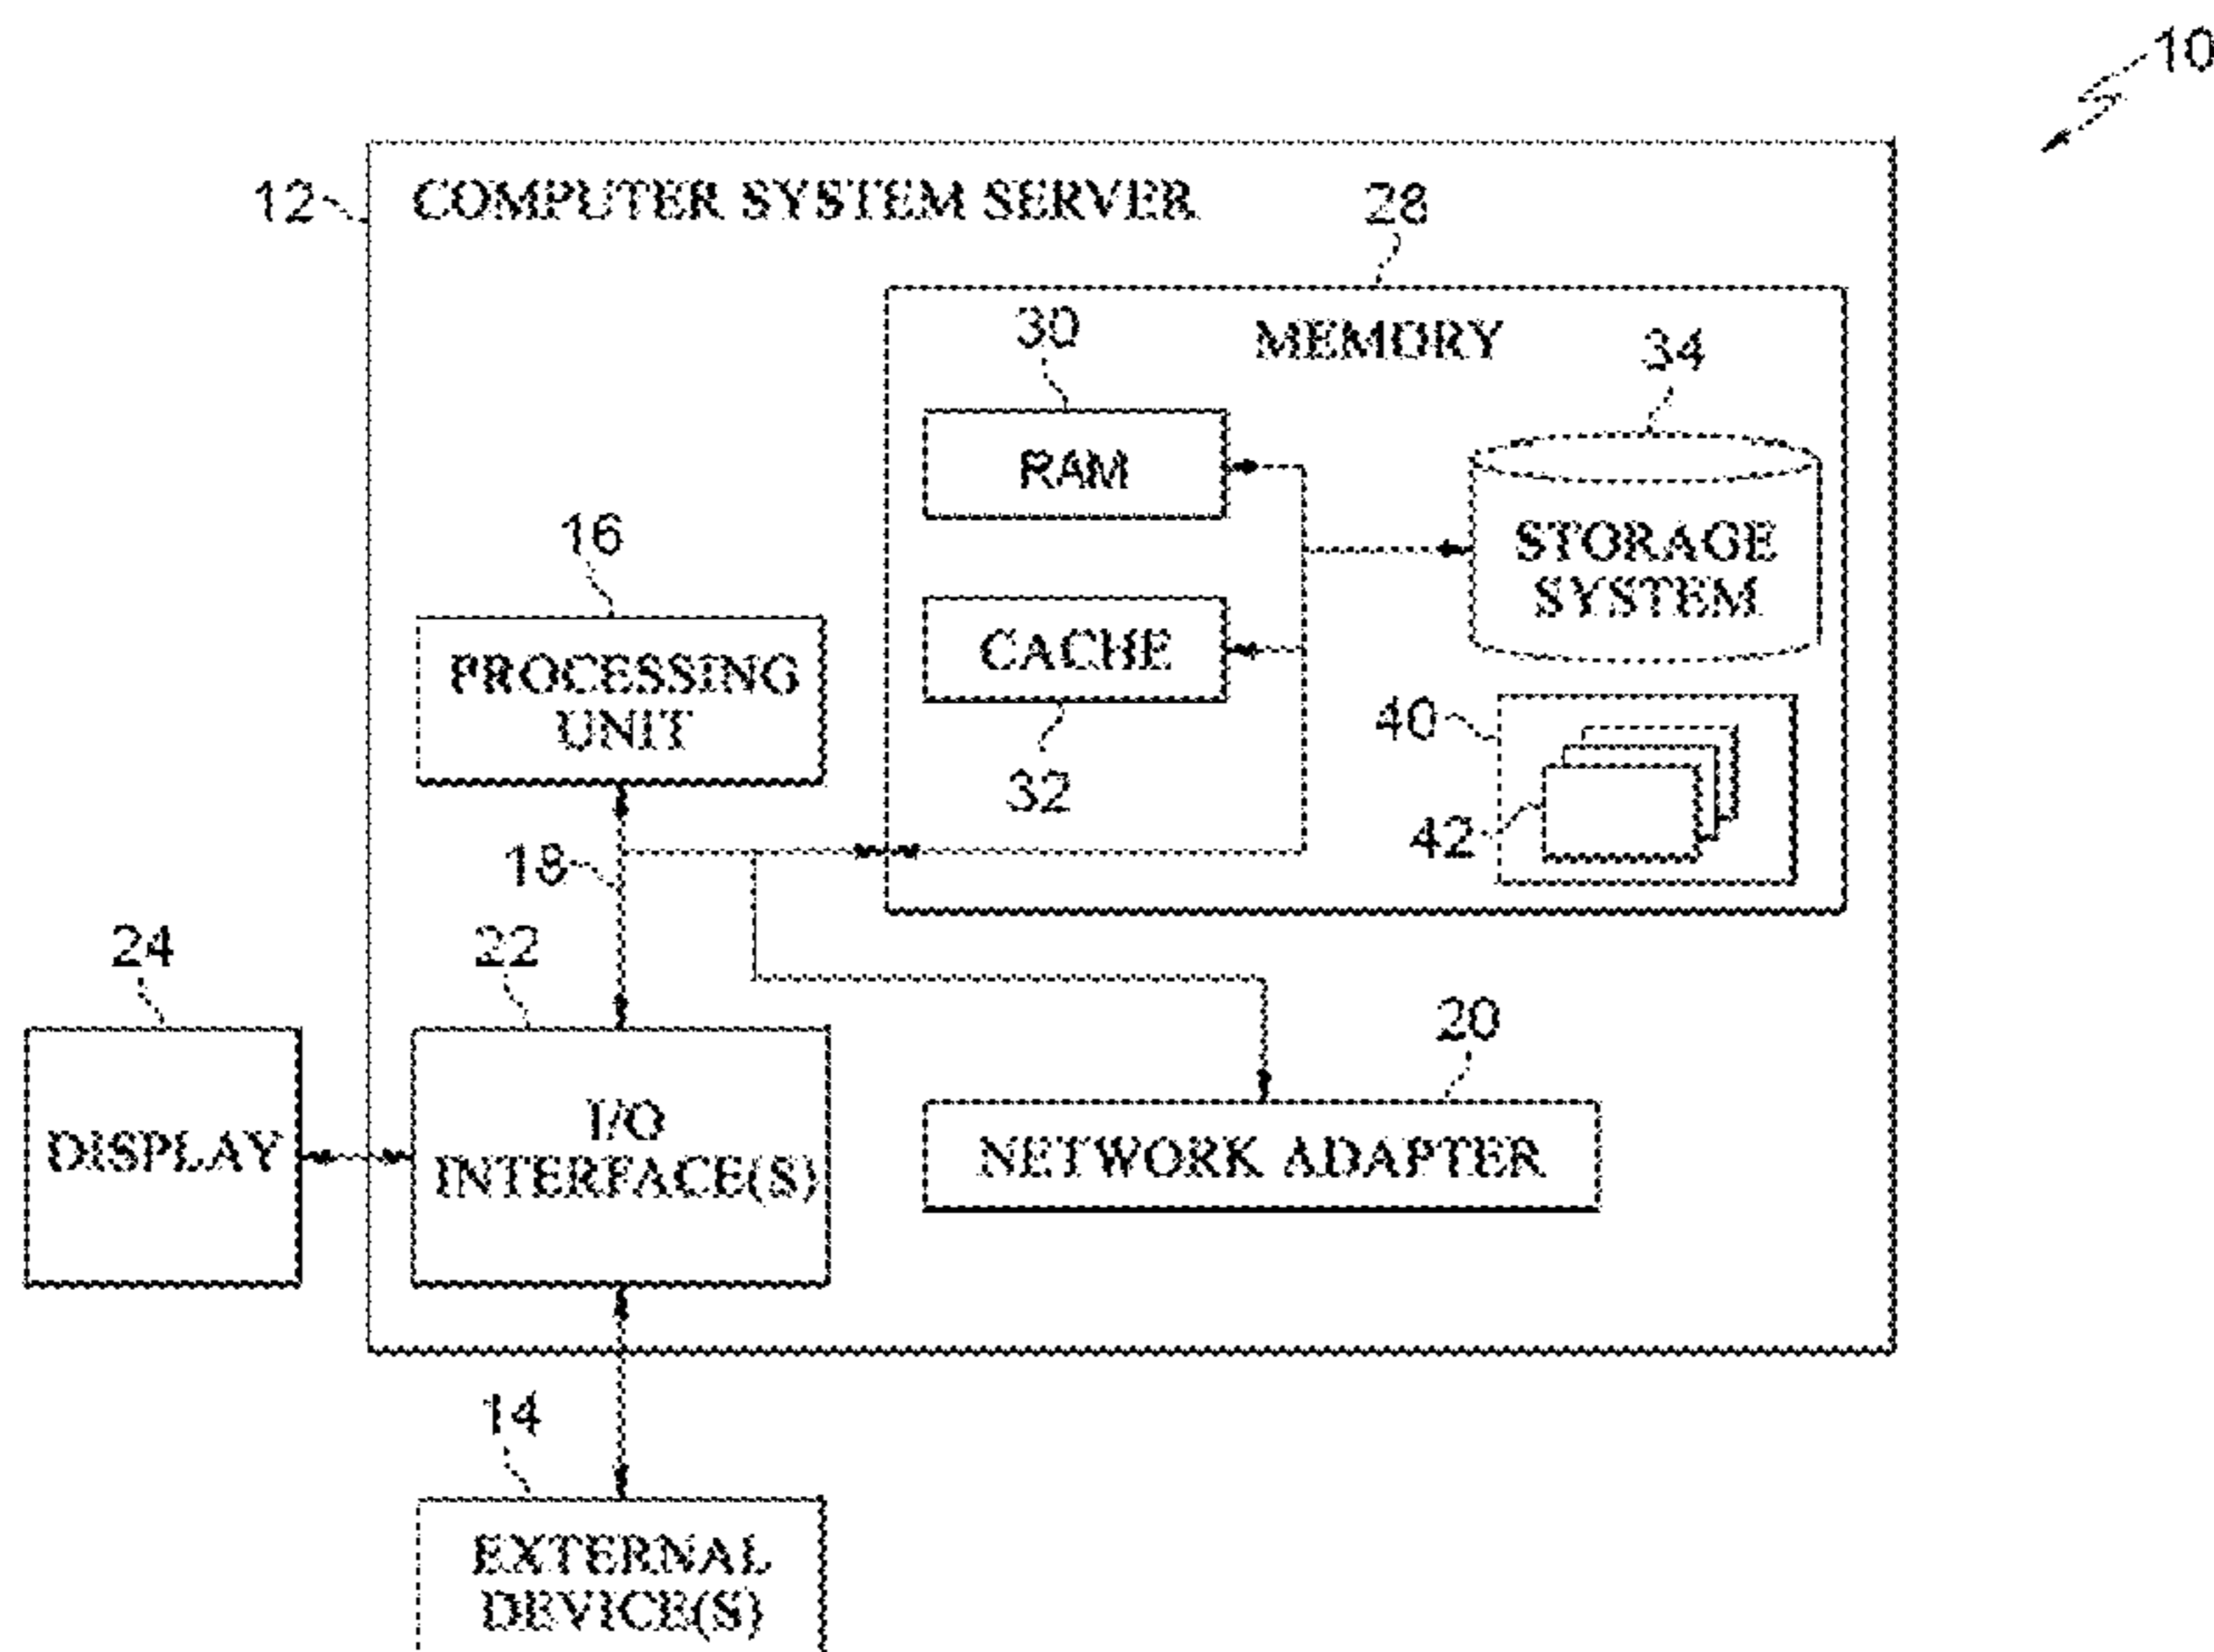 10
12
COMPUTER SYSTEM SERVER
28
30
MEMORY
34
RAM
16
STORAGE
SYSTEM
PROCESSING
UNIT
CACHE
40
32
42
18
24
22
20
DISPLAY
I/O
INTERFACE(S)
NETWORK ADAPTER
14
EXTERNAL
DEVICE(S)